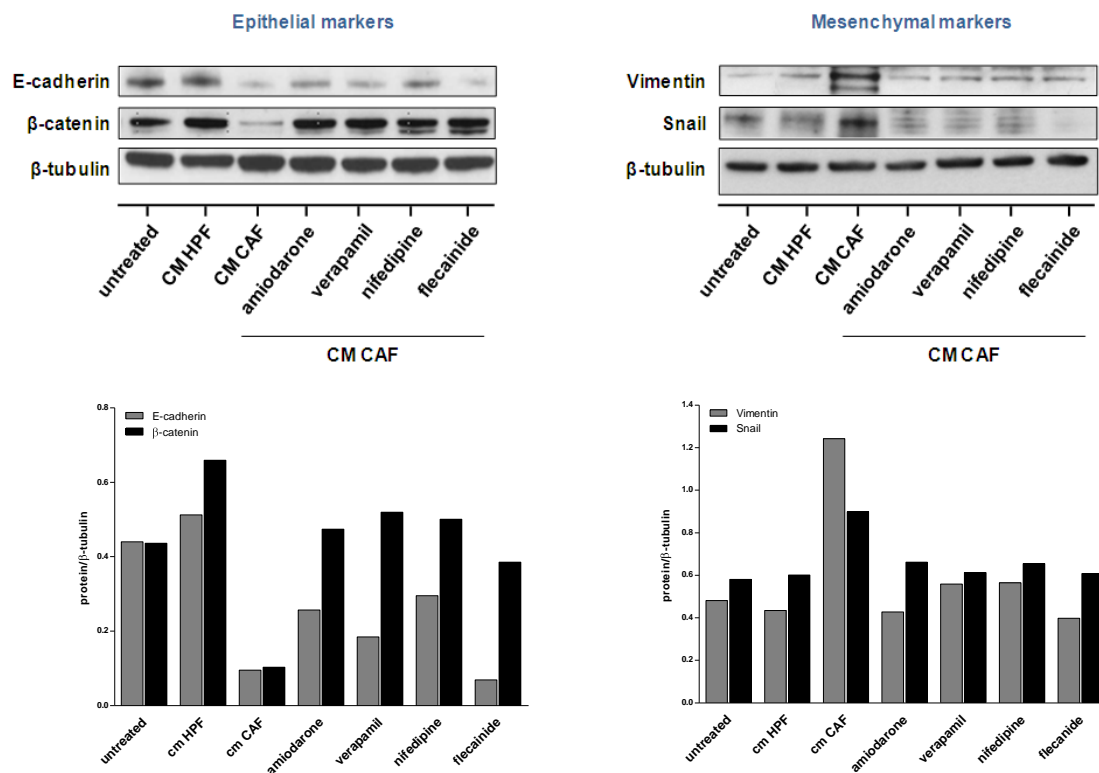 Epithelial markers
E-cadherin
β-catenin
β-tubulin
untreated
CM HPF
CM CAF
amiodarone
verapamil
nifedipine
flecainide
CM CAF
Mesenchymal markers
Vimentin
Snail
β-tubulin
untreated
CM HPF
CM CAF
amiodarone
verapamil
nifedipine
flecainide
CM CAF
E-cadherin
β-catenin
protein/β-tubulin
0.8
0.6
0.4
0.2
0.0
untreated
cm HPF
cm CAF
amiodarone
verapamil
nifedipine
flecainide
Vimentin
Snail
protein/β-tubulin
1.4
1.2
1.0
0.8
0.6
0.4
0.2
0.0
untreated
cm HPF
cm CAF
amiodarone
verapamil
nifedipine
flecainide